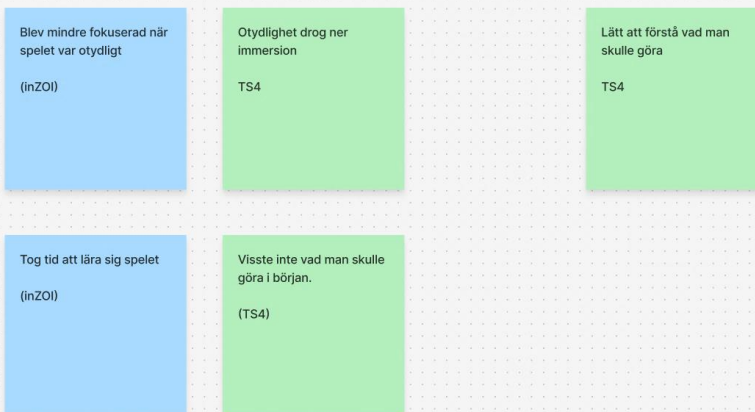 Blev mindre fokuserad när
spelet var otydligt
(inZOI)
Otydlighet drog ner
immersion
TS4
Lätt att förstå vad man
skulle göra
TS4
Tog tid att lära sig spelet
(inZOI)
Visste inte vad man skulle
göra i början.
(TS4)